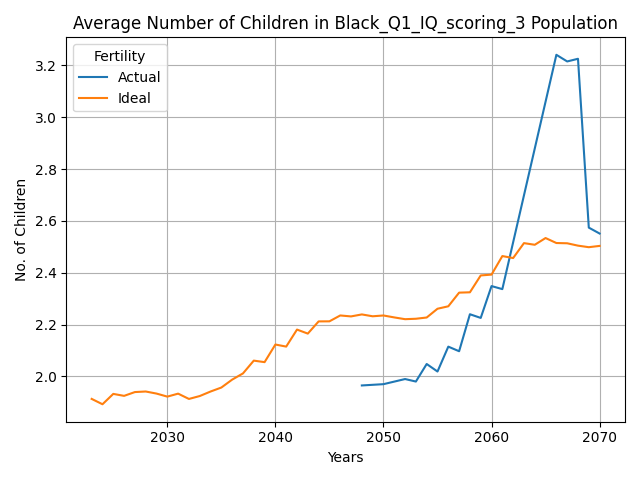 Average Number of Children in Black_Q1_IQ_scoring_3 Population
Fertility
Actual
Ideal
3.2
3.0
2.8
2.6
2.4
2.2
2.0
No. of Children
2030
2040
2050
2060
2070
Years